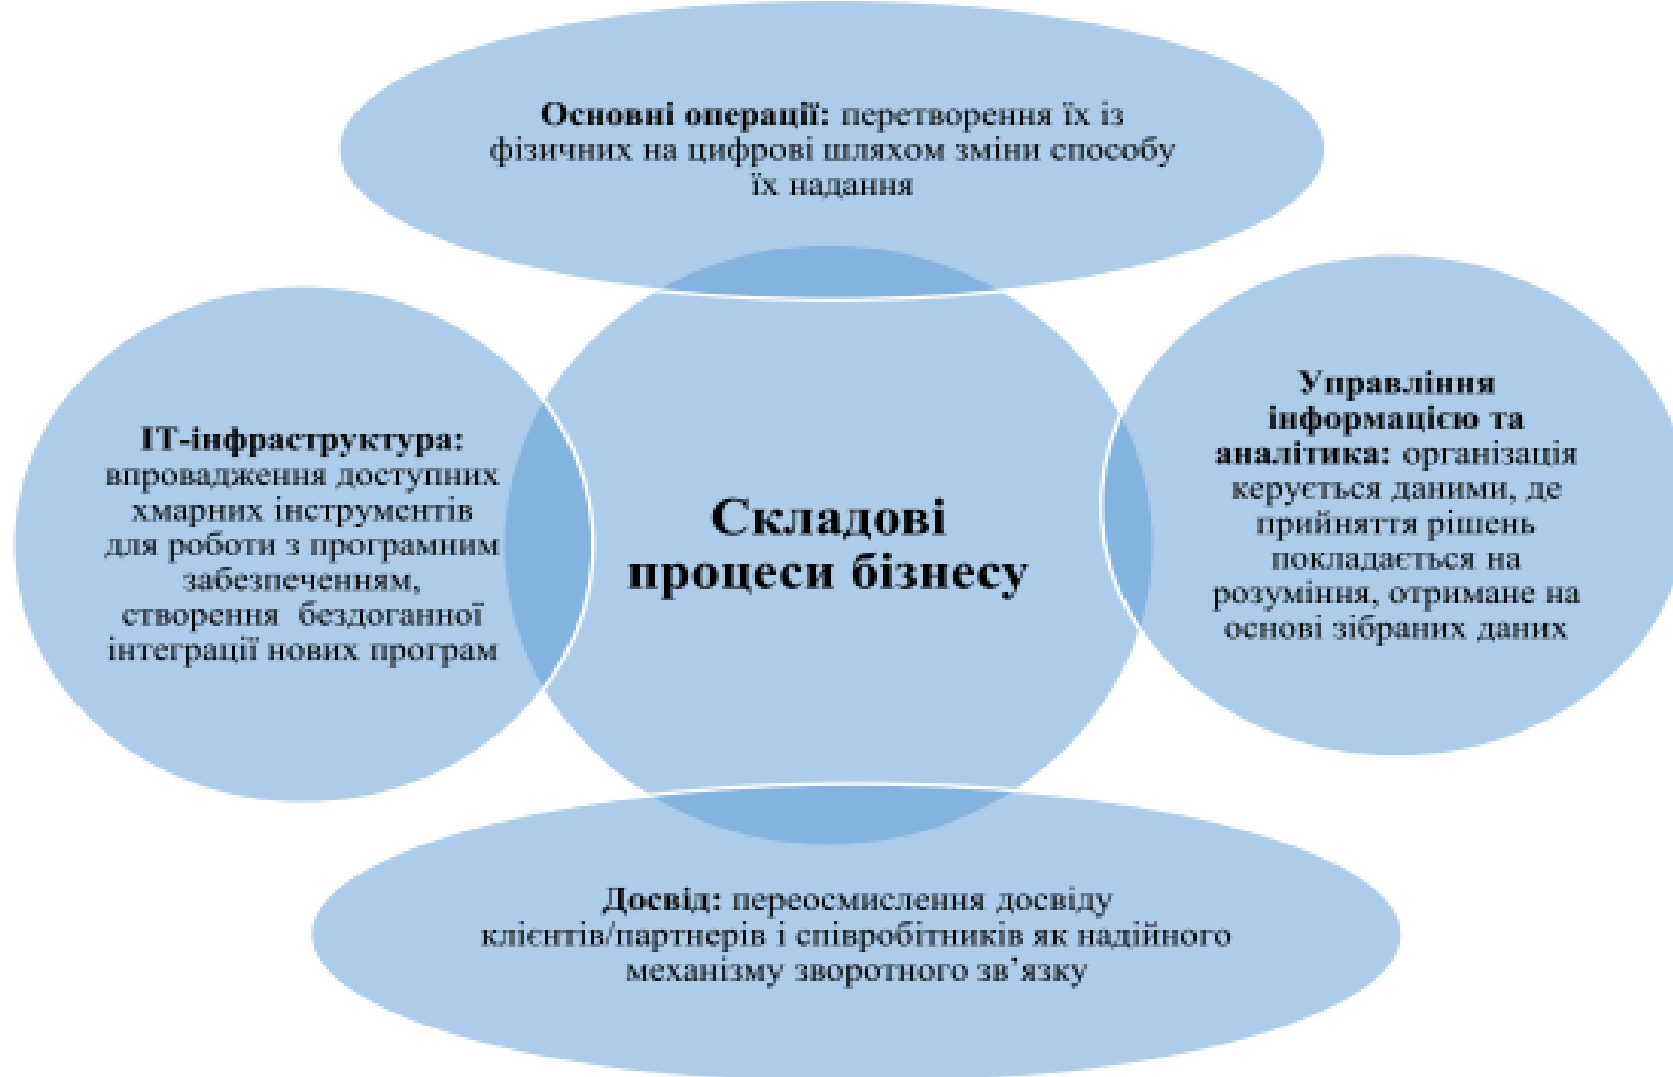 Основні операції: перетворення їх із
фізичних на цифрові шляхом зміни способу
їх надання
ІТ-інфраструктура:
впровадження доступних
хмарних інструментів
для роботи з програмним
забезпеченням,
створення бездоганної
інтеграції нових програм
Складові
процеси бізнесу
Управління
інформацією та
аналітика: організація
керується даними, де
прийняття рішень
покладається на
розуміння, отримане на
основі зібраних даних
Досвід: переосмислення досвіду
клієнтів/партнерів і співробітників як надійного
механізму зворотного зв’язку